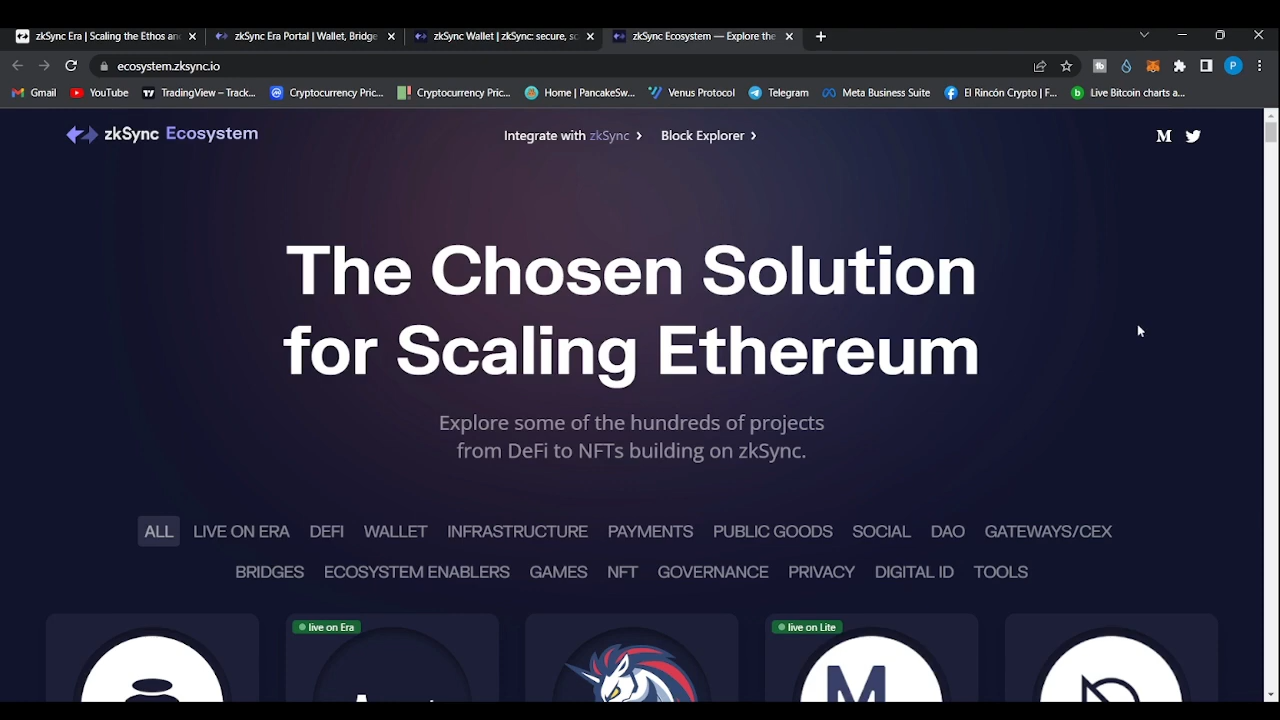 zkSync Era | Scaling the Ethos and
zkSync Era Portal | Wallet, Bridge
zkSync Wallet | zkSync: secure, sc
zkSync Ecosystem — Explore the
ecosystem.zksync.io
Gmail
YouTube
TradingView – Track...
Cryptocurrency Pric...
Cryptocurrency Pric...
Home | PancakeSw...
Venus Protocol
Telegram
Meta Business Suite
El Rincón Crypto | F...
Live Bitcoin charts a...
zkSync Ecosystem
Integrate with zkSync
Block Explorer
The Chosen Solution
for Scaling Ethereum
Explore some of the hundreds of projects
from DeFi to NFTs building on zkSync.
ALL LIVE ON ERA DEFI WALLET INFRASTRUCTURE PAYMENTS PUBLIC GOODS SOCIAL DAO GATEWAYS/CEX
BRIDGES ECOSYSTEM ENABLERS GAMES NFT GOVERNANCE PRIVACY DIGITAL ID TOOLS
live on Era
live on Lite